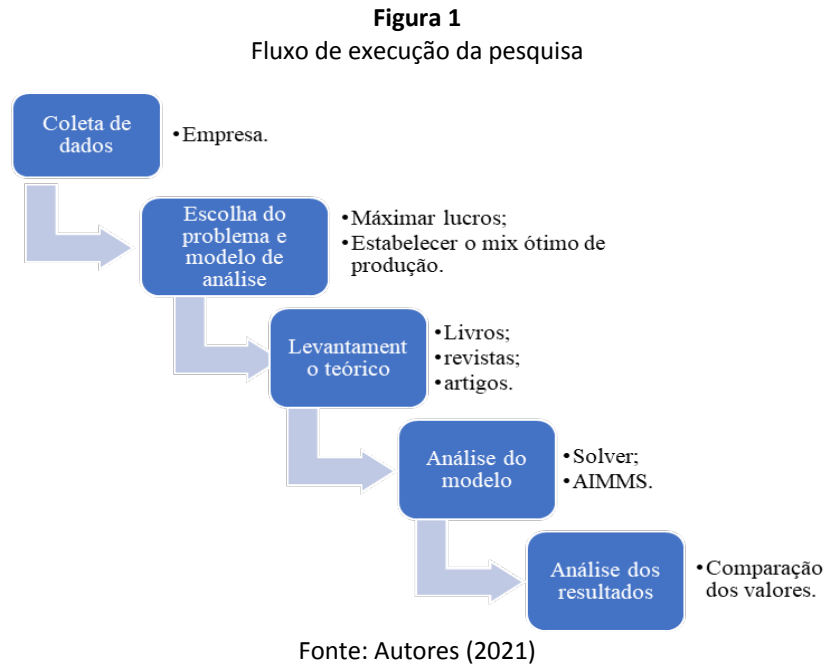 Figura 1
Fluxo de execução da pesquisa
Coleta de
dados
•Empresa.
Escolha do
problema e
modelo de
análise
•Máximar lucros;
•Estabelecer o mix ótimo de
produção.
Levantament
o teórico
•Livros;
•revistas;
•artigos.
Análise do
modelo
•Solver;
•AIMMS.
Análise dos
resultados
•Comparação
dos valores.
Fonte: Autores (2021)